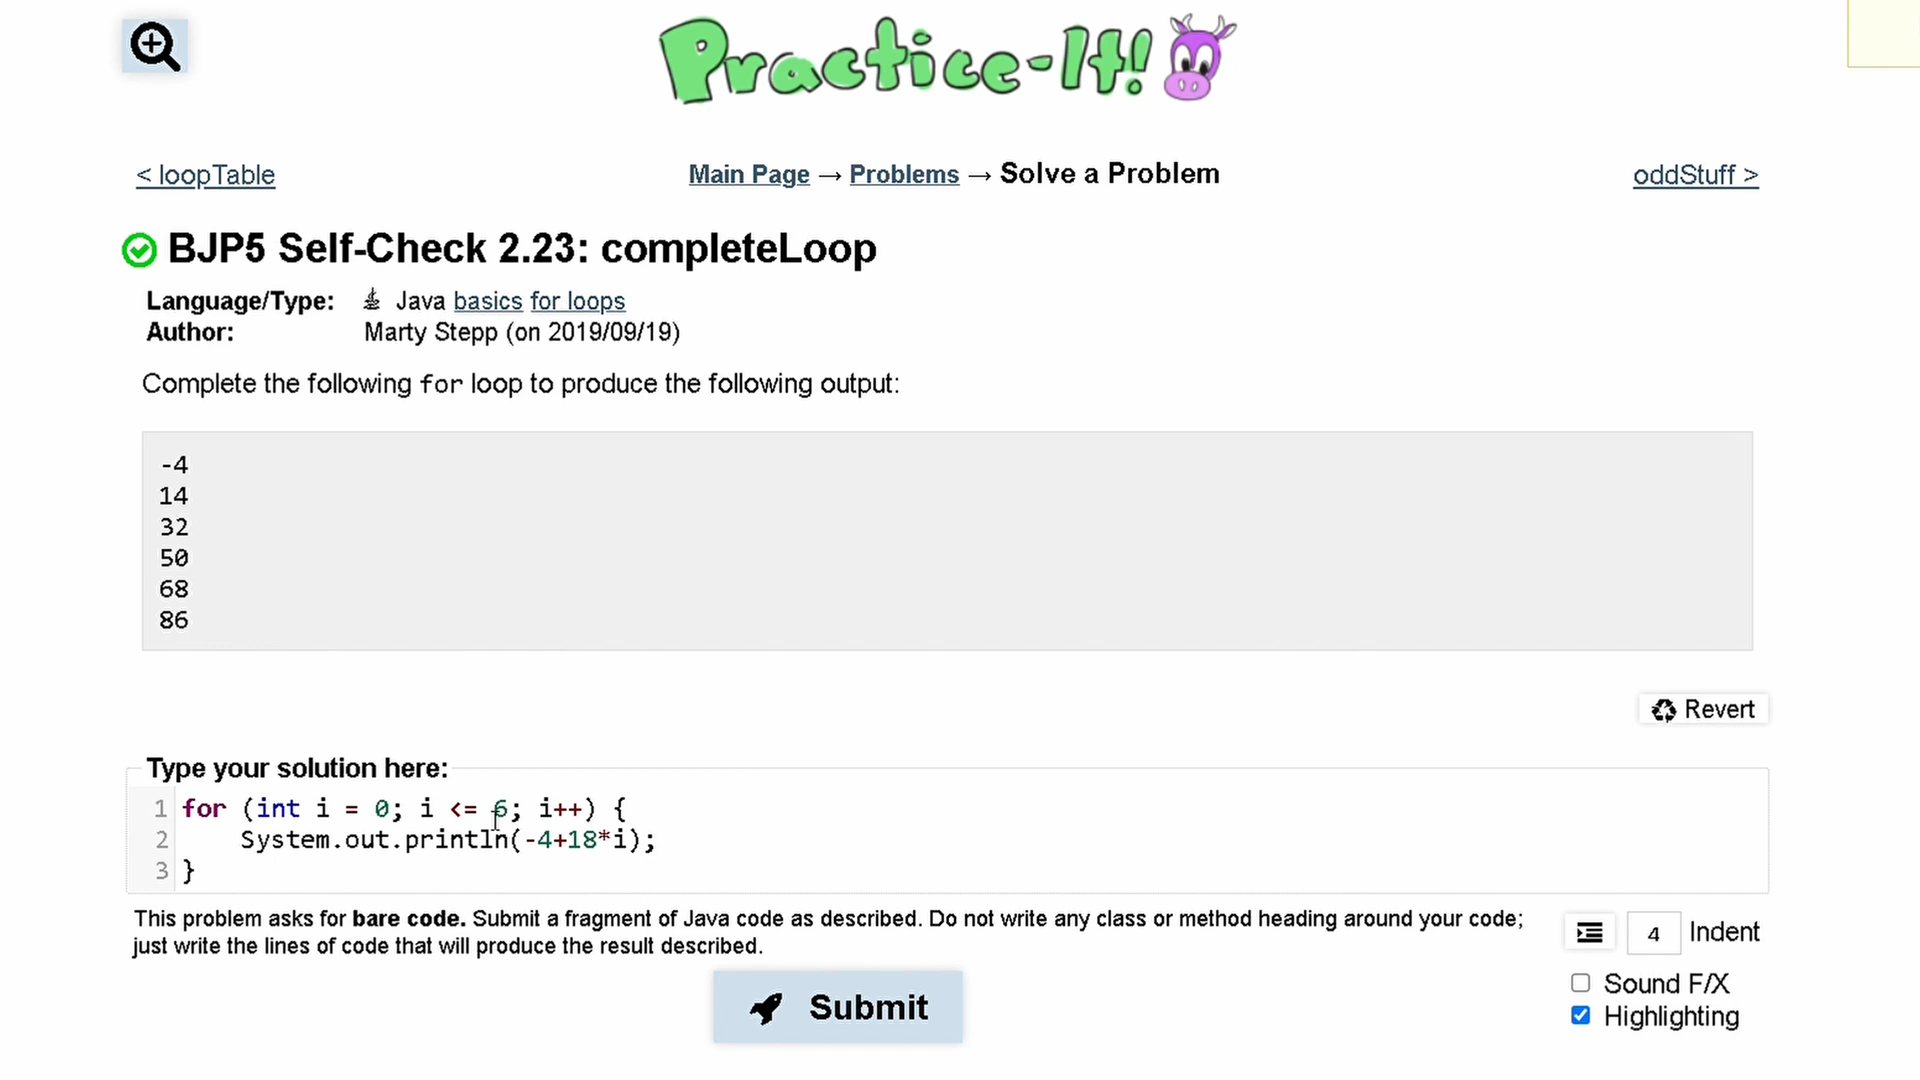 Practice-It!
< loopTable
Main Page → Problems → Solve a Problem
oddStuff >
BJP5 Self-Check 2.23: completeLoop
Language/Type: Java basics for loops
Author: Marty Stepp (on 2019/09/19)
Complete the following for loop to produce the following output:
-4
14
32
50
68
86
Revert
Type your solution here:
1 for (int i = 0; i <= 6; i++) {
2     System.out.println(-4+18*i);
3 }
This problem asks for bare code. Submit a fragment of Java code as described. Do not write any class or method heading around your code;
just write the lines of code that will produce the result described.
4 Indent
Sound F/X
Highlighting
Submit